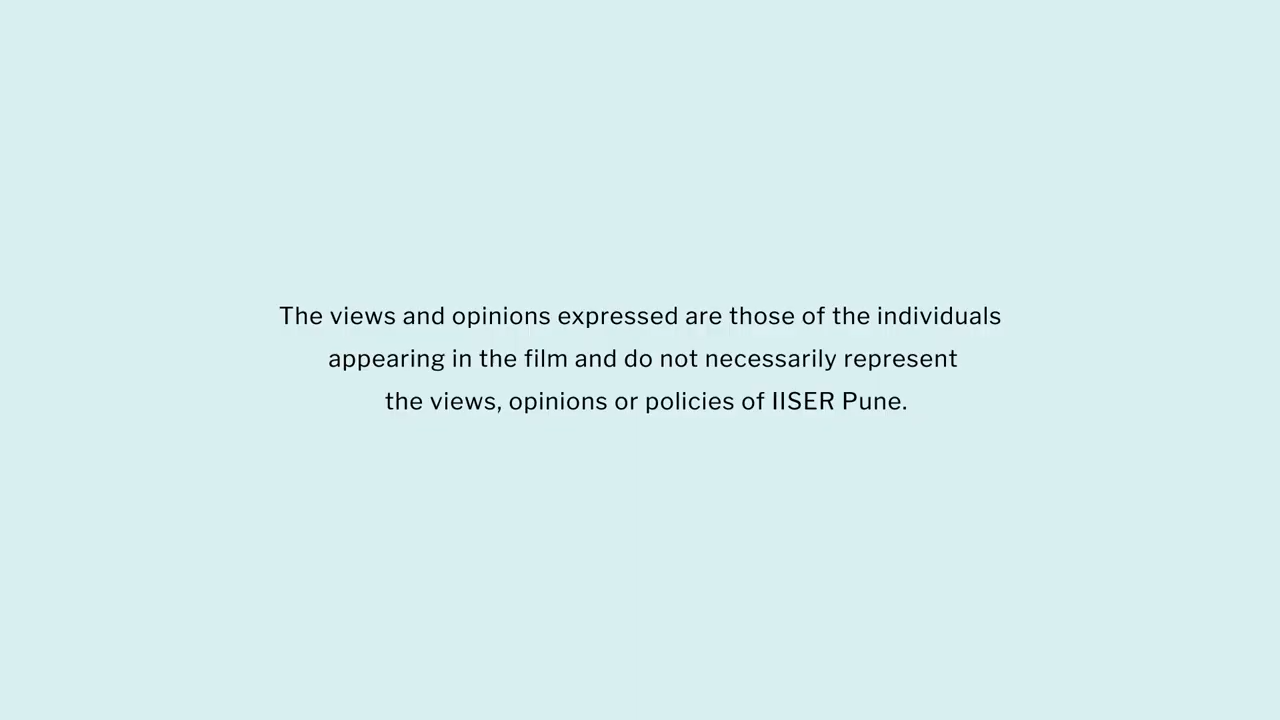 The views and opinions expressed are those of the individuals
appearing in the film and do not necessarily represent
the views, opinions or policies of IISER Pune.